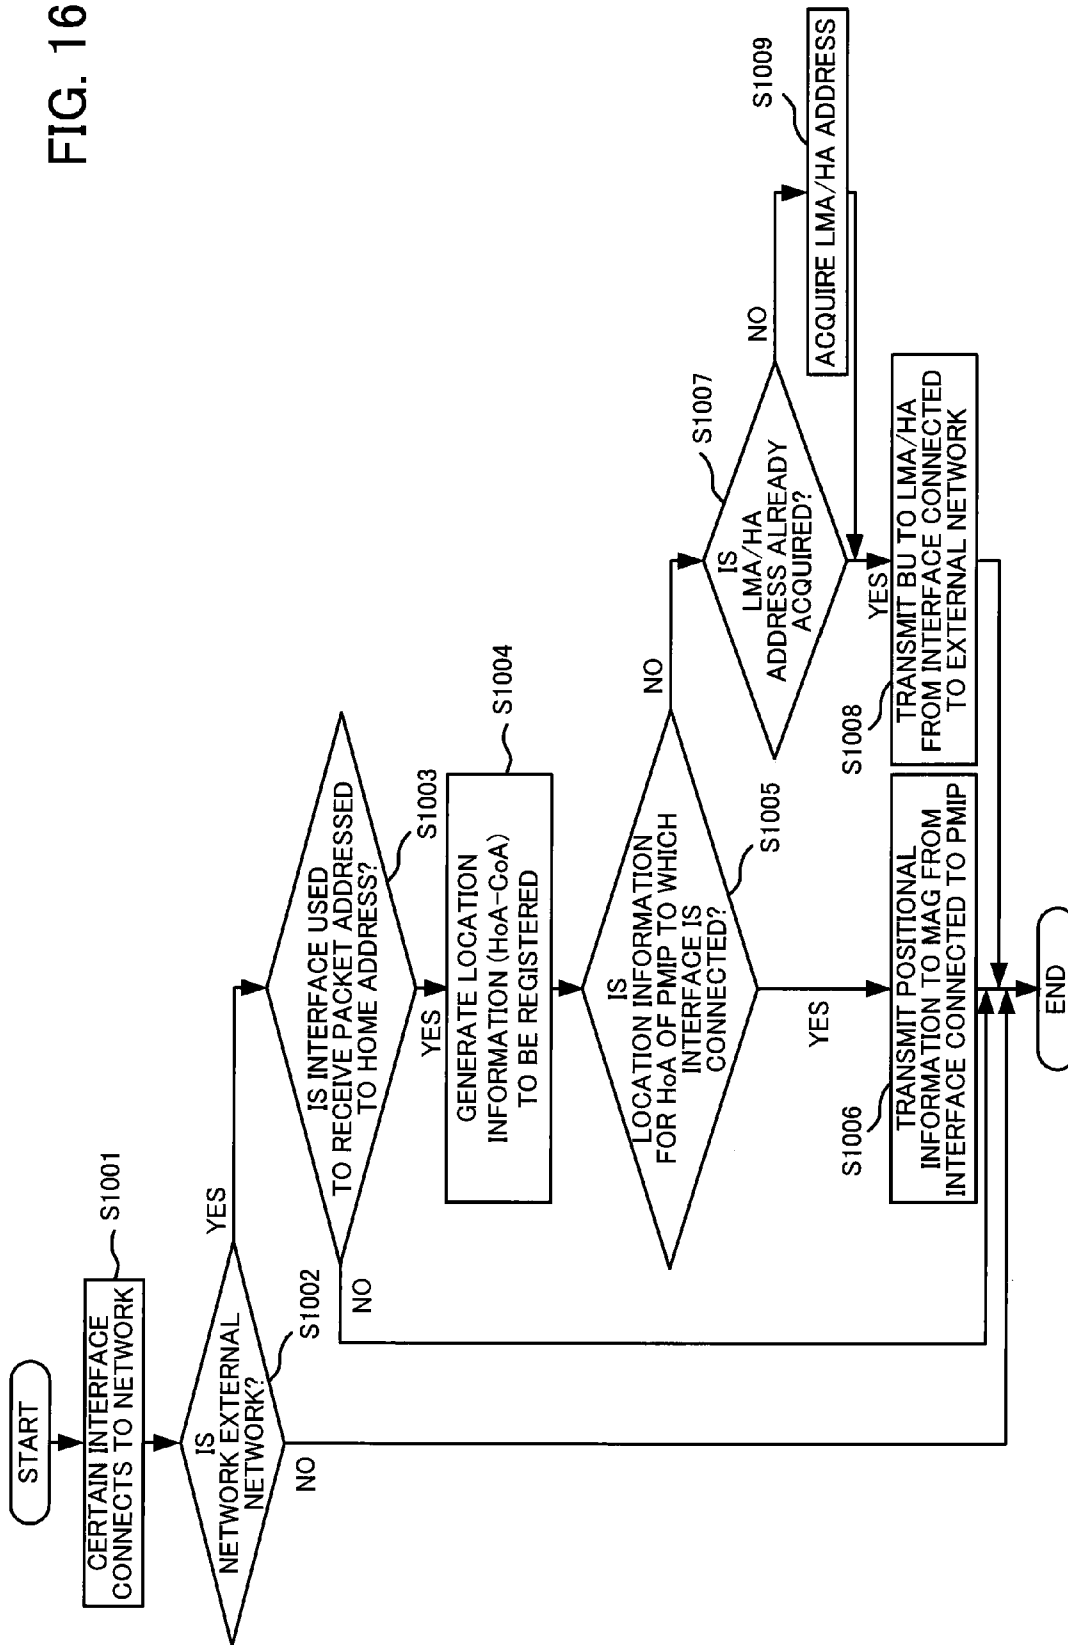 FIG. 16
START
CERTAIN INTERFACE
CONNECTS TO NETWORK
S1001
IS
NETWORK EXTERNAL
NETWORK?
S1002
YES
NO
IS INTERFACE USED
TO RECEIVE PACKET ADDRESSED
TO HOME ADDRESS?
S1003
NO
YES
GENERATE LOCATION
INFORMATION (HoA-CoA)
TO BE REGISTERED
S1004
IS
LOCATION INFORMATION
FOR HoA OF PMIP TO WHICH
INTERFACE IS
CONNECTED?
S1005
NO
YES
S1006
TRANSMIT POSITIONAL
INFORMATION TO MAG FROM
INTERFACE CONNECTED TO PMIP
IS
LMA/HA
ADDRESS ALREADY
ACQUIRED?
S1007
NO
YES
S1008
TRANSMIT BU TO LMA/HA
FROM INTERFACE CONNECTED
TO EXTERNAL NETWORK
S1009
ACQUIRE LMA/HA ADDRESS
END